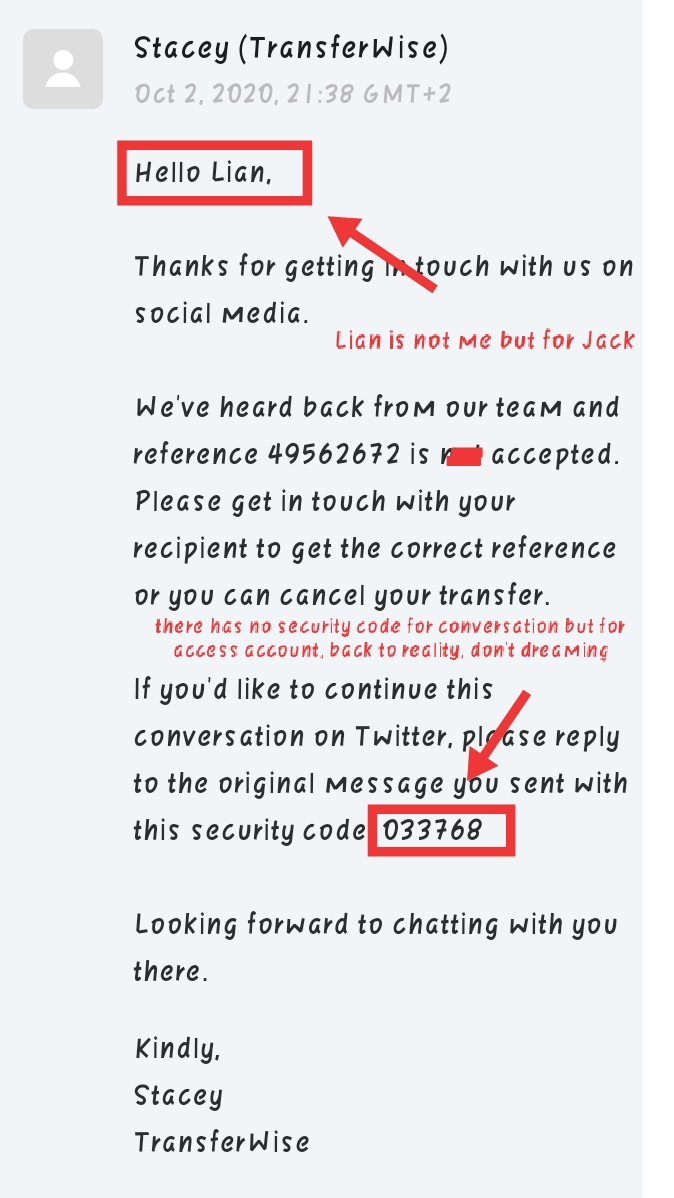 Stacey (TransferWise)
Oct 2, 2020, 21:38 GMT+2
Hello Lian,
Thanks for getting in touch with us on
social media.
Lian is not me but for Jack
We've heard back from our team and
reference 49562672 is accepted.
Please get in touch with your
recipient to get the correct reference
or you can cancel your transfer.
there has no security code for conversation but for
access account, back to reality, don't dreaming
If you'd like to continue this
conversation on Twitter, please reply
to the original message you sent with
this security code 033768
Looking forward to chatting with you
there.
Kindly,
Stacey
TransferWise